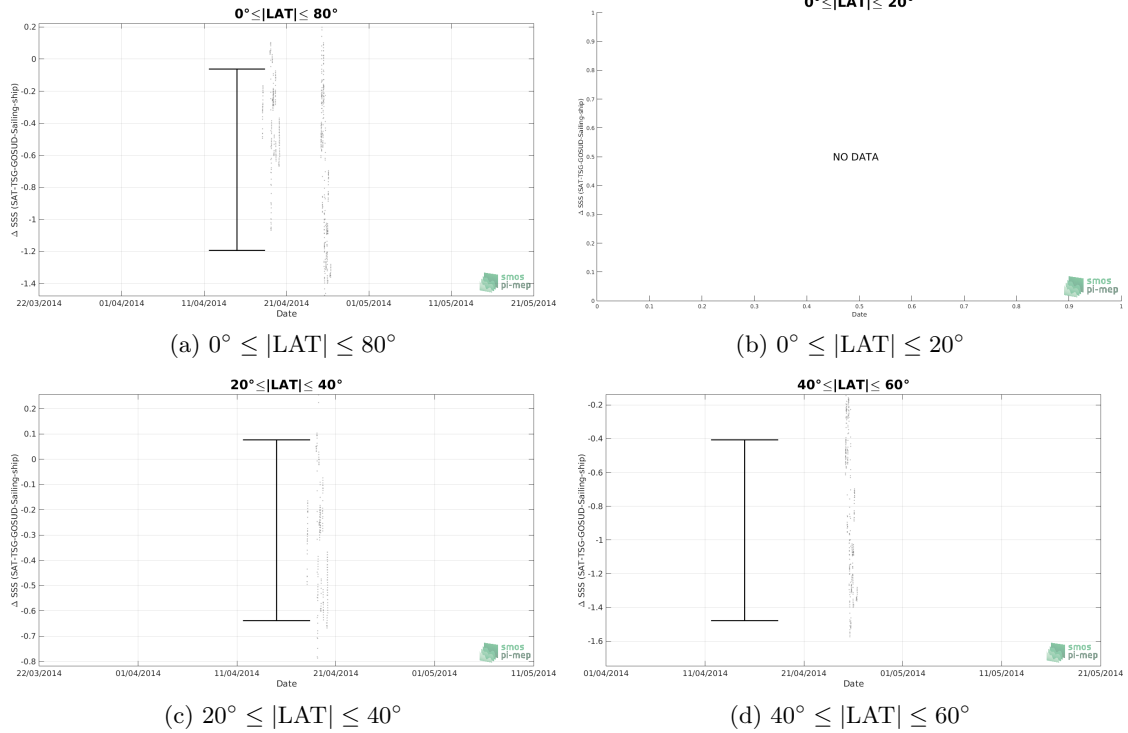 0°≤|LAT|≤ 80°
Δ SSS (SAT-TSG-GOSUD-Sailing-ship)
0.2
0
-0.2
-0.4
-0.6
-0.8
-1
-1.2
-1.4
22/03/2014 01/04/2014 11/04/2014 21/04/2014 01/05/2014 11/05/2014 21/05/2014
Date
smos
pi-mep
(a) 0° ≤ |LAT| ≤ 80°
0°≤|LAT|≤ 20°
Δ SSS (SAT-TSG-GOSUD-Sailing-ship)
1
0.9
0.8
0.7
0.6
0.5
0.4
0.3
0.2
0.1
0
NO DATA
0 0.1 0.2 0.3 0.4 0.5 0.6 0.7 0.8 0.9 1
Date
smos
pi-mep
(b) 0° ≤ |LAT| ≤ 20°
20°≤|LAT|≤ 40°
Δ SSS (SAT-TSG-GOSUD-Sailing-ship)
0.2
0.1
0
-0.1
-0.2
-0.3
-0.4
-0.5
-0.6
-0.7
-0.8
22/03/2014 01/04/2014 11/04/2014 21/04/2014 01/05/2014 11/05/2014
Date
smos
pi-mep
(c) 20° ≤ |LAT| ≤ 40°
40°≤|LAT|≤ 60°
Δ SSS (SAT-TSG-GOSUD-Sailing-ship)
-0.2
-0.4
-0.6
-0.8
-1
-1.2
-1.4
-1.6
01/04/2014 11/04/2014 21/04/2014 01/05/2014 11/05/2014 21/05/2014
Date
smos
pi-mep
(d) 40° ≤ |LAT| ≤ 60°